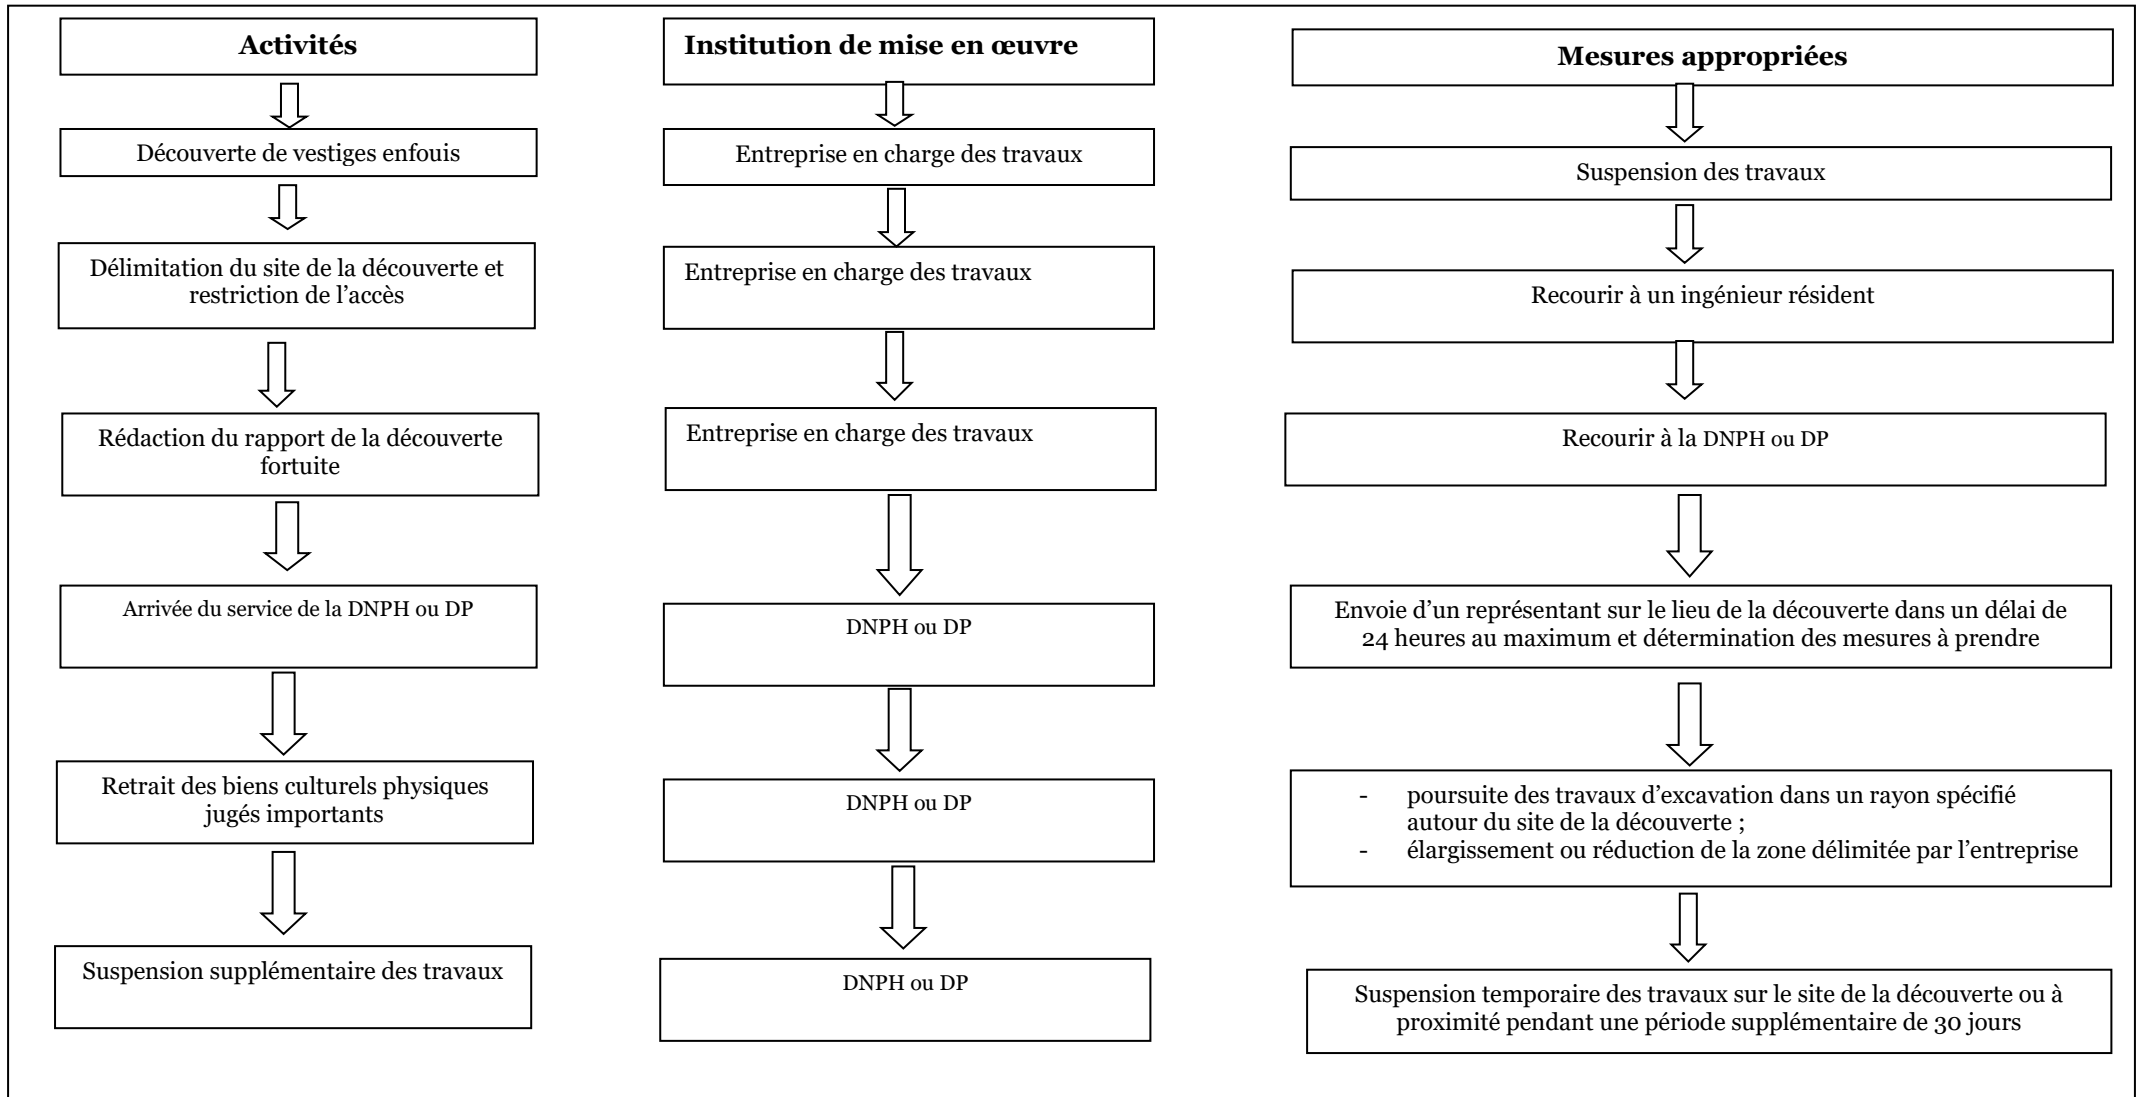 Activités
Découverte de vestiges enfouis
Délimitation du site de la découverte et
restriction de l’accès
Rédaction du rapport de la découverte
fortuite
Arrivée du service de la DNPH ou DP
Retrait des biens culturels physiques
jugés importants
Suspension supplémentaire des travaux
Institution de mise en œuvre
Entreprise en charge des travaux
Entreprise en charge des travaux
Entreprise en charge des travaux
DNPH ou DP
DNPH ou DP
DNPH ou DP
Mesures appropriées
Suspension des travaux
Recourir à un ingénieur résident
Recourir à la DNPH ou DP
Envoie d’un représentant sur le lieu de la découverte dans un délai de
24 heures au maximum et détermination des mesures à prendre
- poursuite des travaux d’excavation dans un rayon spécifié
autour du site de la découverte ;
- élargissement ou réduction de la zone délimitée par l’entreprise
Suspension temporaire des travaux sur le site de la découverte ou à
proximité pendant une période supplémentaire de 30 jours